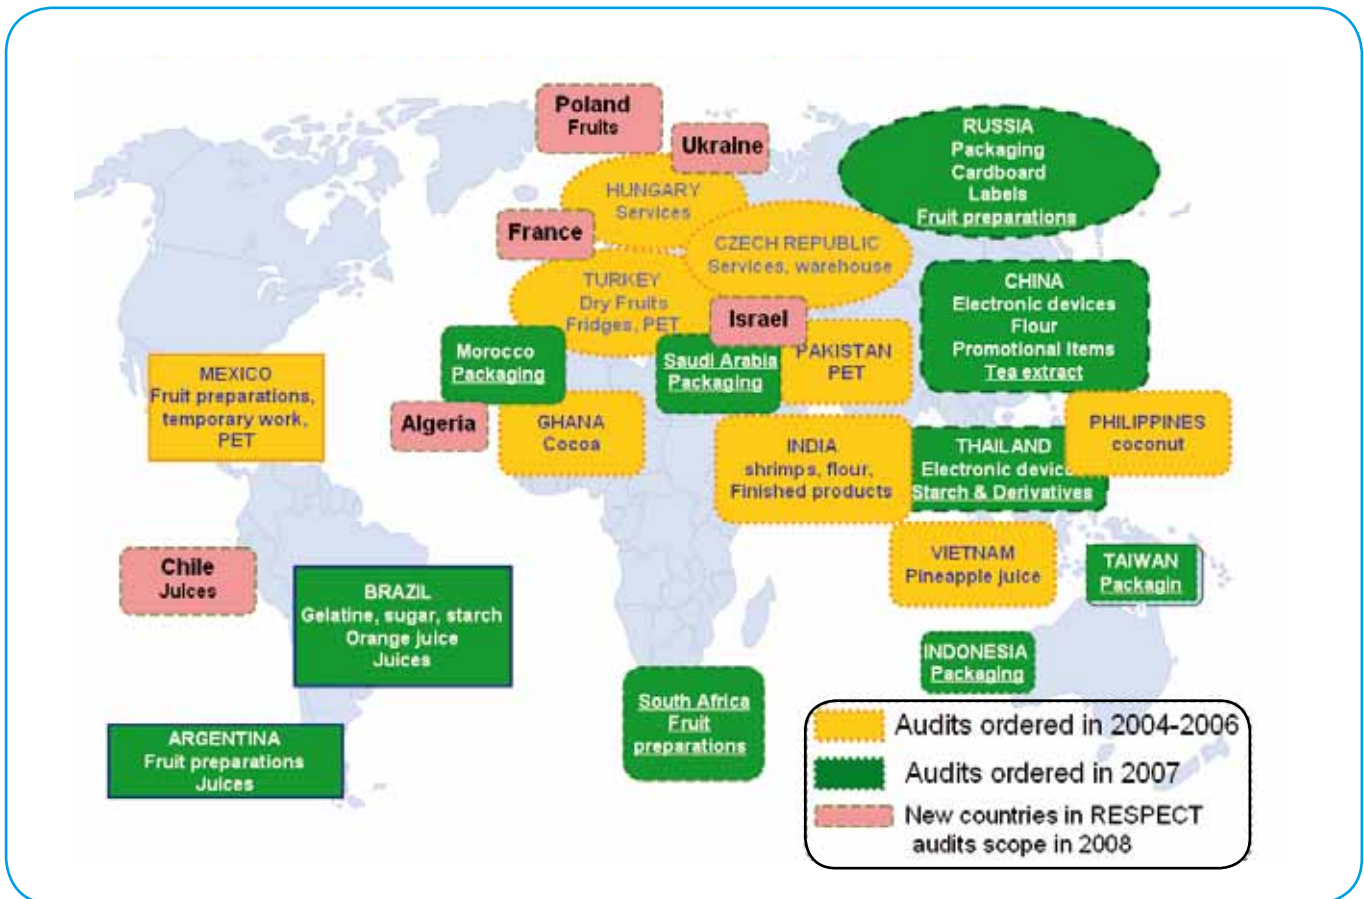 Poland
Fruits
Ukraine
RUSSIA
Packaging
Cardboard
Labels
Fruit preparations
HUNGARY
Services
France
CZECH REPUBLIC
Services, warehouse
TURKEY
Dry Fruits
Fridges, PET
CHINA
Electronic devices
Flour
Promotional Items
Tea extract
Israel
Morocco
Packaging
Saudi Arabia
Packaging
PAKISTAN
PET
MEXICO
Fruit preparations,
temporary work,
PET
Algeria
GHANA
Cocoa
INDIA
shrimps, flour,
Finished products
THAILAND
Electronic devic
Starch & Derivatives
PHILIPPINES
coconut
Chile
Juices
BRAZIL
Gelatine, sugar, starch
Orange juice
Juices
VIETNAM
Pineapple juice
TAIWAN
Packagin
INDONESIA
Packaging
South Africa
Fruit
preparations
ARGENTINA
Fruit preparations
Juices
Audits ordered in 2004-2006
Audits ordered in 2007
New countries in RESPECT
audits scope in 2008